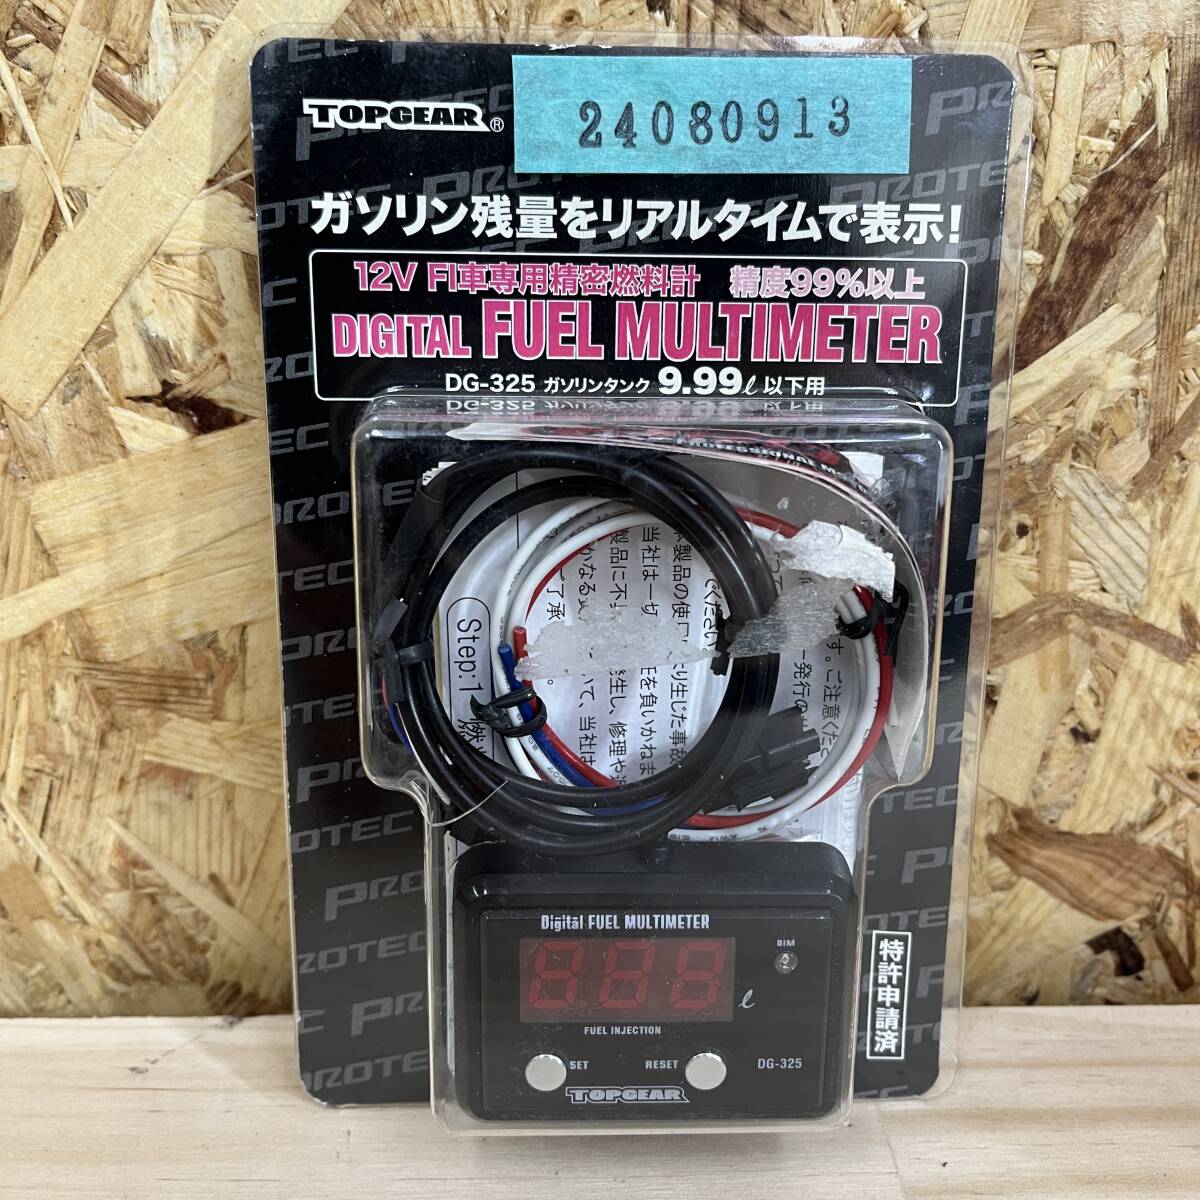 TOPGEAR®
24080913
ガソリン残量をリアルタイムで表示!
12V FI車専用精密燃料計 精度99%以上
DIGITAL FUEL MULTIMETER
DG-325 ガソリンタンク 9.99ℓ 以下用
Step:1
Digital FUEL MULTIMETER
DIM
888 ℓ
FUEL INJECTION
SET
RESET
DG-325
TOPGEAR
特許申請済
PROTEC